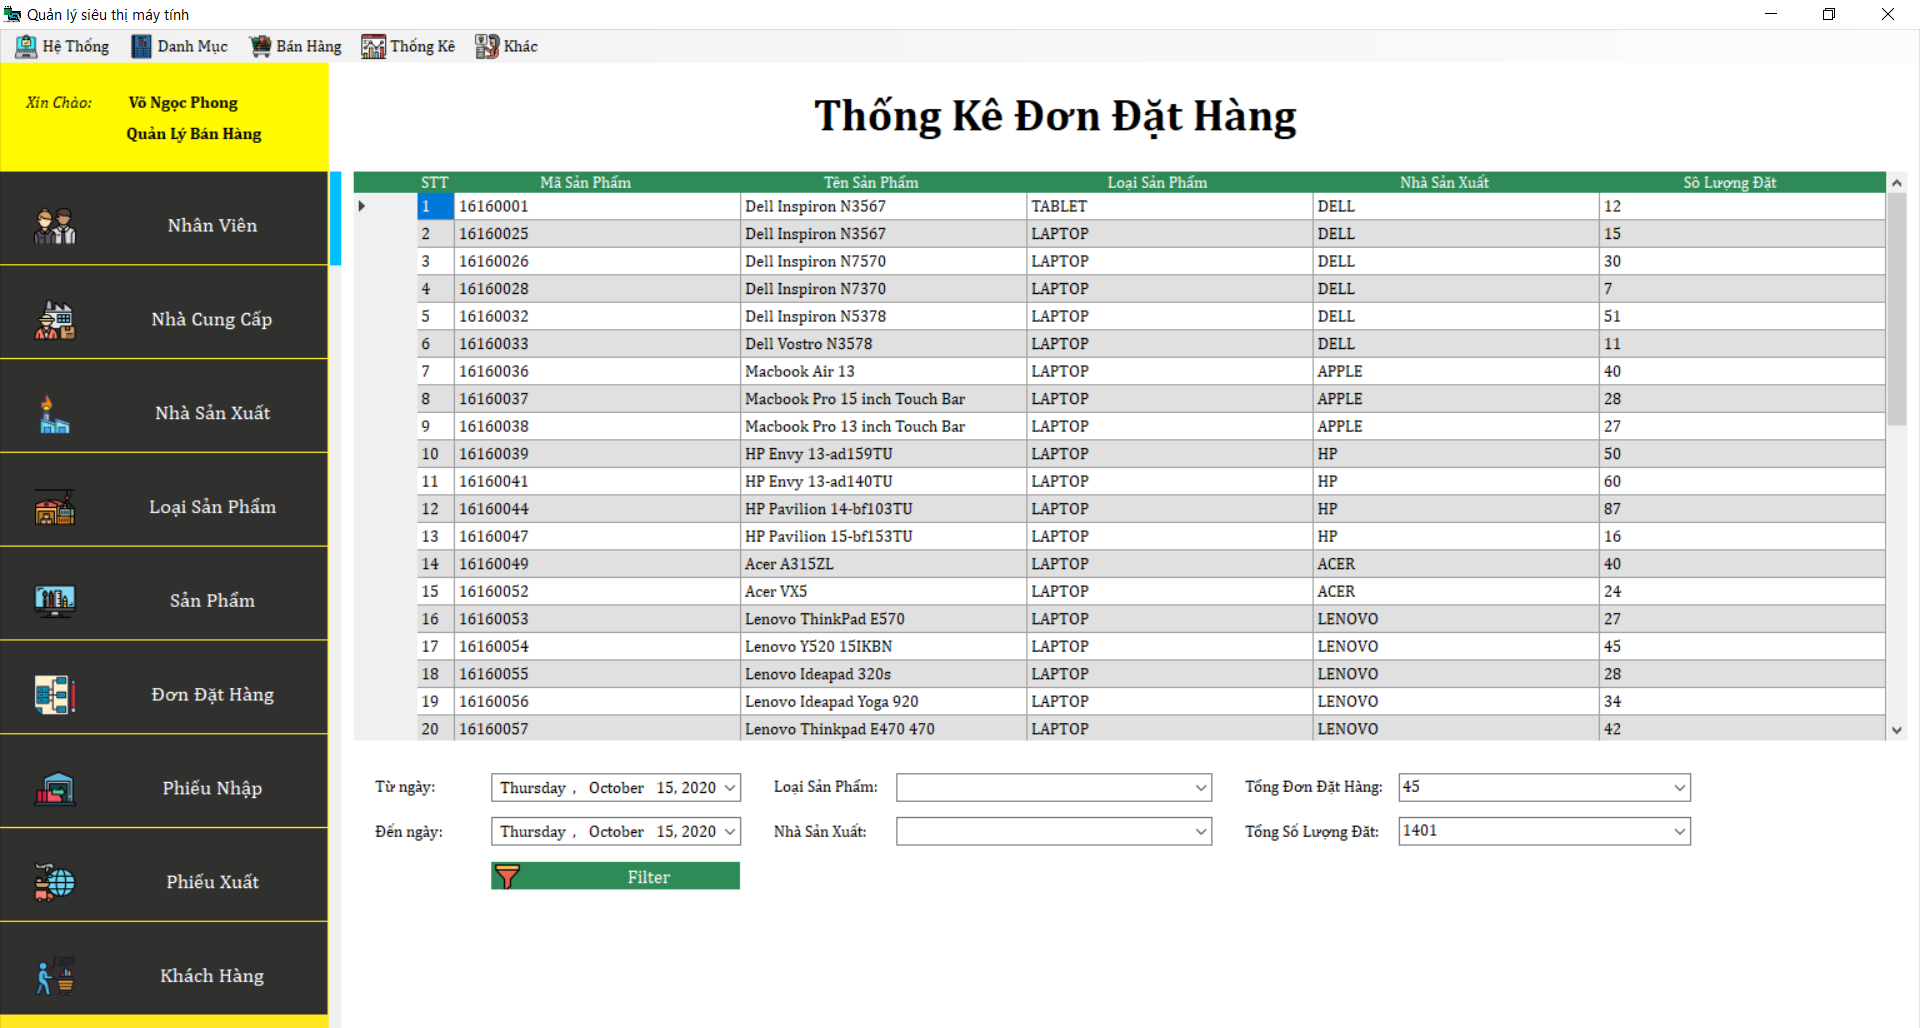 Quản lý siêu thị máy tính
Hệ Thống Danh Mục Bán Hàng Thống Kê Khác
Xin Chào: Võ Ngọc Phong
Quản Lý Bán Hàng
Nhân Viên
Nhà Cung Cấp
Nhà Sản Xuất
Loại Sản Phẩm
Sản Phẩm
Đơn Đặt Hàng
Phiếu Nhập
Phiếu Xuất
Khách Hàng
Thống Kê Đơn Đặt Hàng
STT Mã Sản Phẩm Tên Sản Phẩm Loại Sản Phẩm Nhà Sản Xuất Số Lượng Đặt
1 16160001 Dell Inspiron N3567 TABLET DELL 12
2 16160025 Dell Inspiron N3567 LAPTOP DELL 15
3 16160026 Dell Inspiron N7570 LAPTOP DELL 30
4 16160028 Dell Inspiron N7370 LAPTOP DELL 7
5 16160032 Dell Inspiron N5378 LAPTOP DELL 51
6 16160033 Dell Vostro N3578 LAPTOP DELL 11
7 16160036 Macbook Air 13 LAPTOP APPLE 40
8 16160037 Macbook Pro 15 inch Touch Bar LAPTOP APPLE 28
9 16160038 Macbook Pro 13 inch Touch Bar LAPTOP APPLE 27
10 16160039 HP Envy 13-ad159TU LAPTOP HP 50
11 16160041 HP Envy 13-ad140TU LAPTOP HP 60
12 16160044 HP Pavilion 14-bf103TU LAPTOP HP 87
13 16160047 HP Pavilion 15-bf153TU LAPTOP HP 16
14 16160049 Acer A315ZL LAPTOP ACER 40
15 16160052 Acer VX5 LAPTOP ACER 24
16 16160053 Lenovo ThinkPad E570 LAPTOP LENOVO 27
17 16160054 Lenovo Y520 15IKBN LAPTOP LENOVO 45
18 16160055 Lenovo Ideapad 320s LAPTOP LENOVO 28
19 16160056 Lenovo Ideapad Yoga 920 LAPTOP LENOVO 34
20 16160057 Lenovo Thinkpad E470 470 LAPTOP LENOVO 42
Từ ngày: Thursday , October 15, 2020 Loại Sản Phẩm: Tổng Đơn Đặt Hàng: 45
Đến ngày: Thursday , October 15, 2020 Nhà Sản Xuất: Tổng Số Lượng Đăt: 1401
Filter